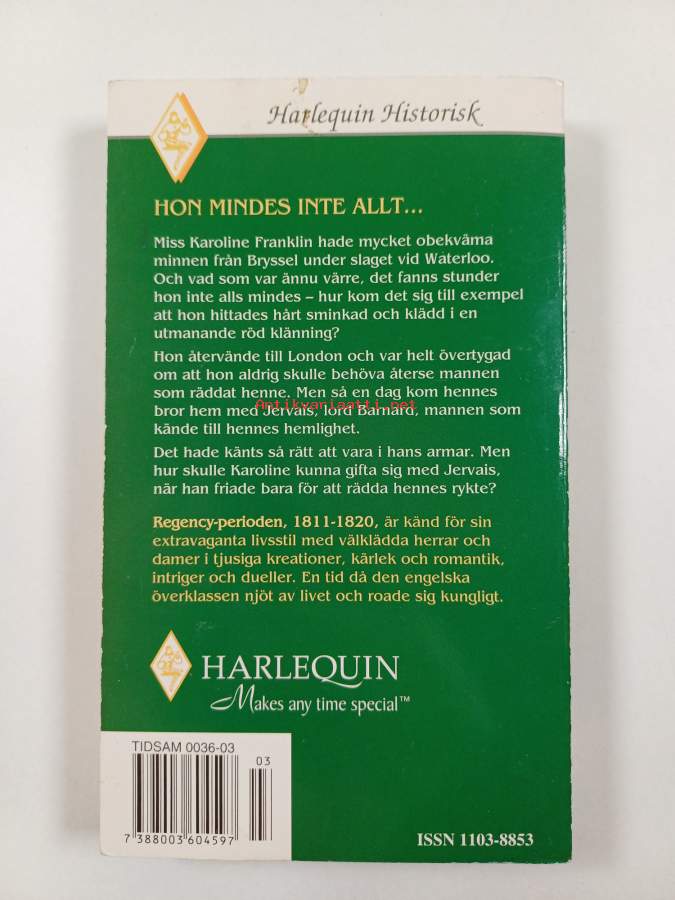 Harlequin Historisk
HON MINDES INTE ALLT...
Miss Karoline Franklin hade mycket obekväma
minnen från Bryssel under slaget vid Waterloo.
Och vad som var ännu värre, det fanns stunder
hon inte alls mindes – hur kom det sig till exempel
att hon hittades hårt sminkad och klädd i en
utmanande röd klänning?
Hon återvände till London och var helt övertygad
om att hon aldrig skulle behöva återse mannen
som räddat henne. Men så en dag kom hennes
bror hem med Jervais, lord Barnard, mannen som
kände till hennes hemlighet.
Det hade känts så rätt att vara i hans armar. Men
hur skulle Karoline kunna gifta sig med Jervais,
när han friade bara för att rädda hennes rykte?
Regency-perioden, 1811-1820, är känd för sin
extravaganta livsstil med välklädda herrar och
damer i tjusiga kreationer, kärlek och romantik,
intriger och dueller. En tid då den engelska
överklassen njöt av livet och roade sig kungligt.
HARLEQUIN
Makes any time special™
TIDSAM 0036-03
03
7 388003 604597
ISSN 1103-8853
Antikvariaatti.net